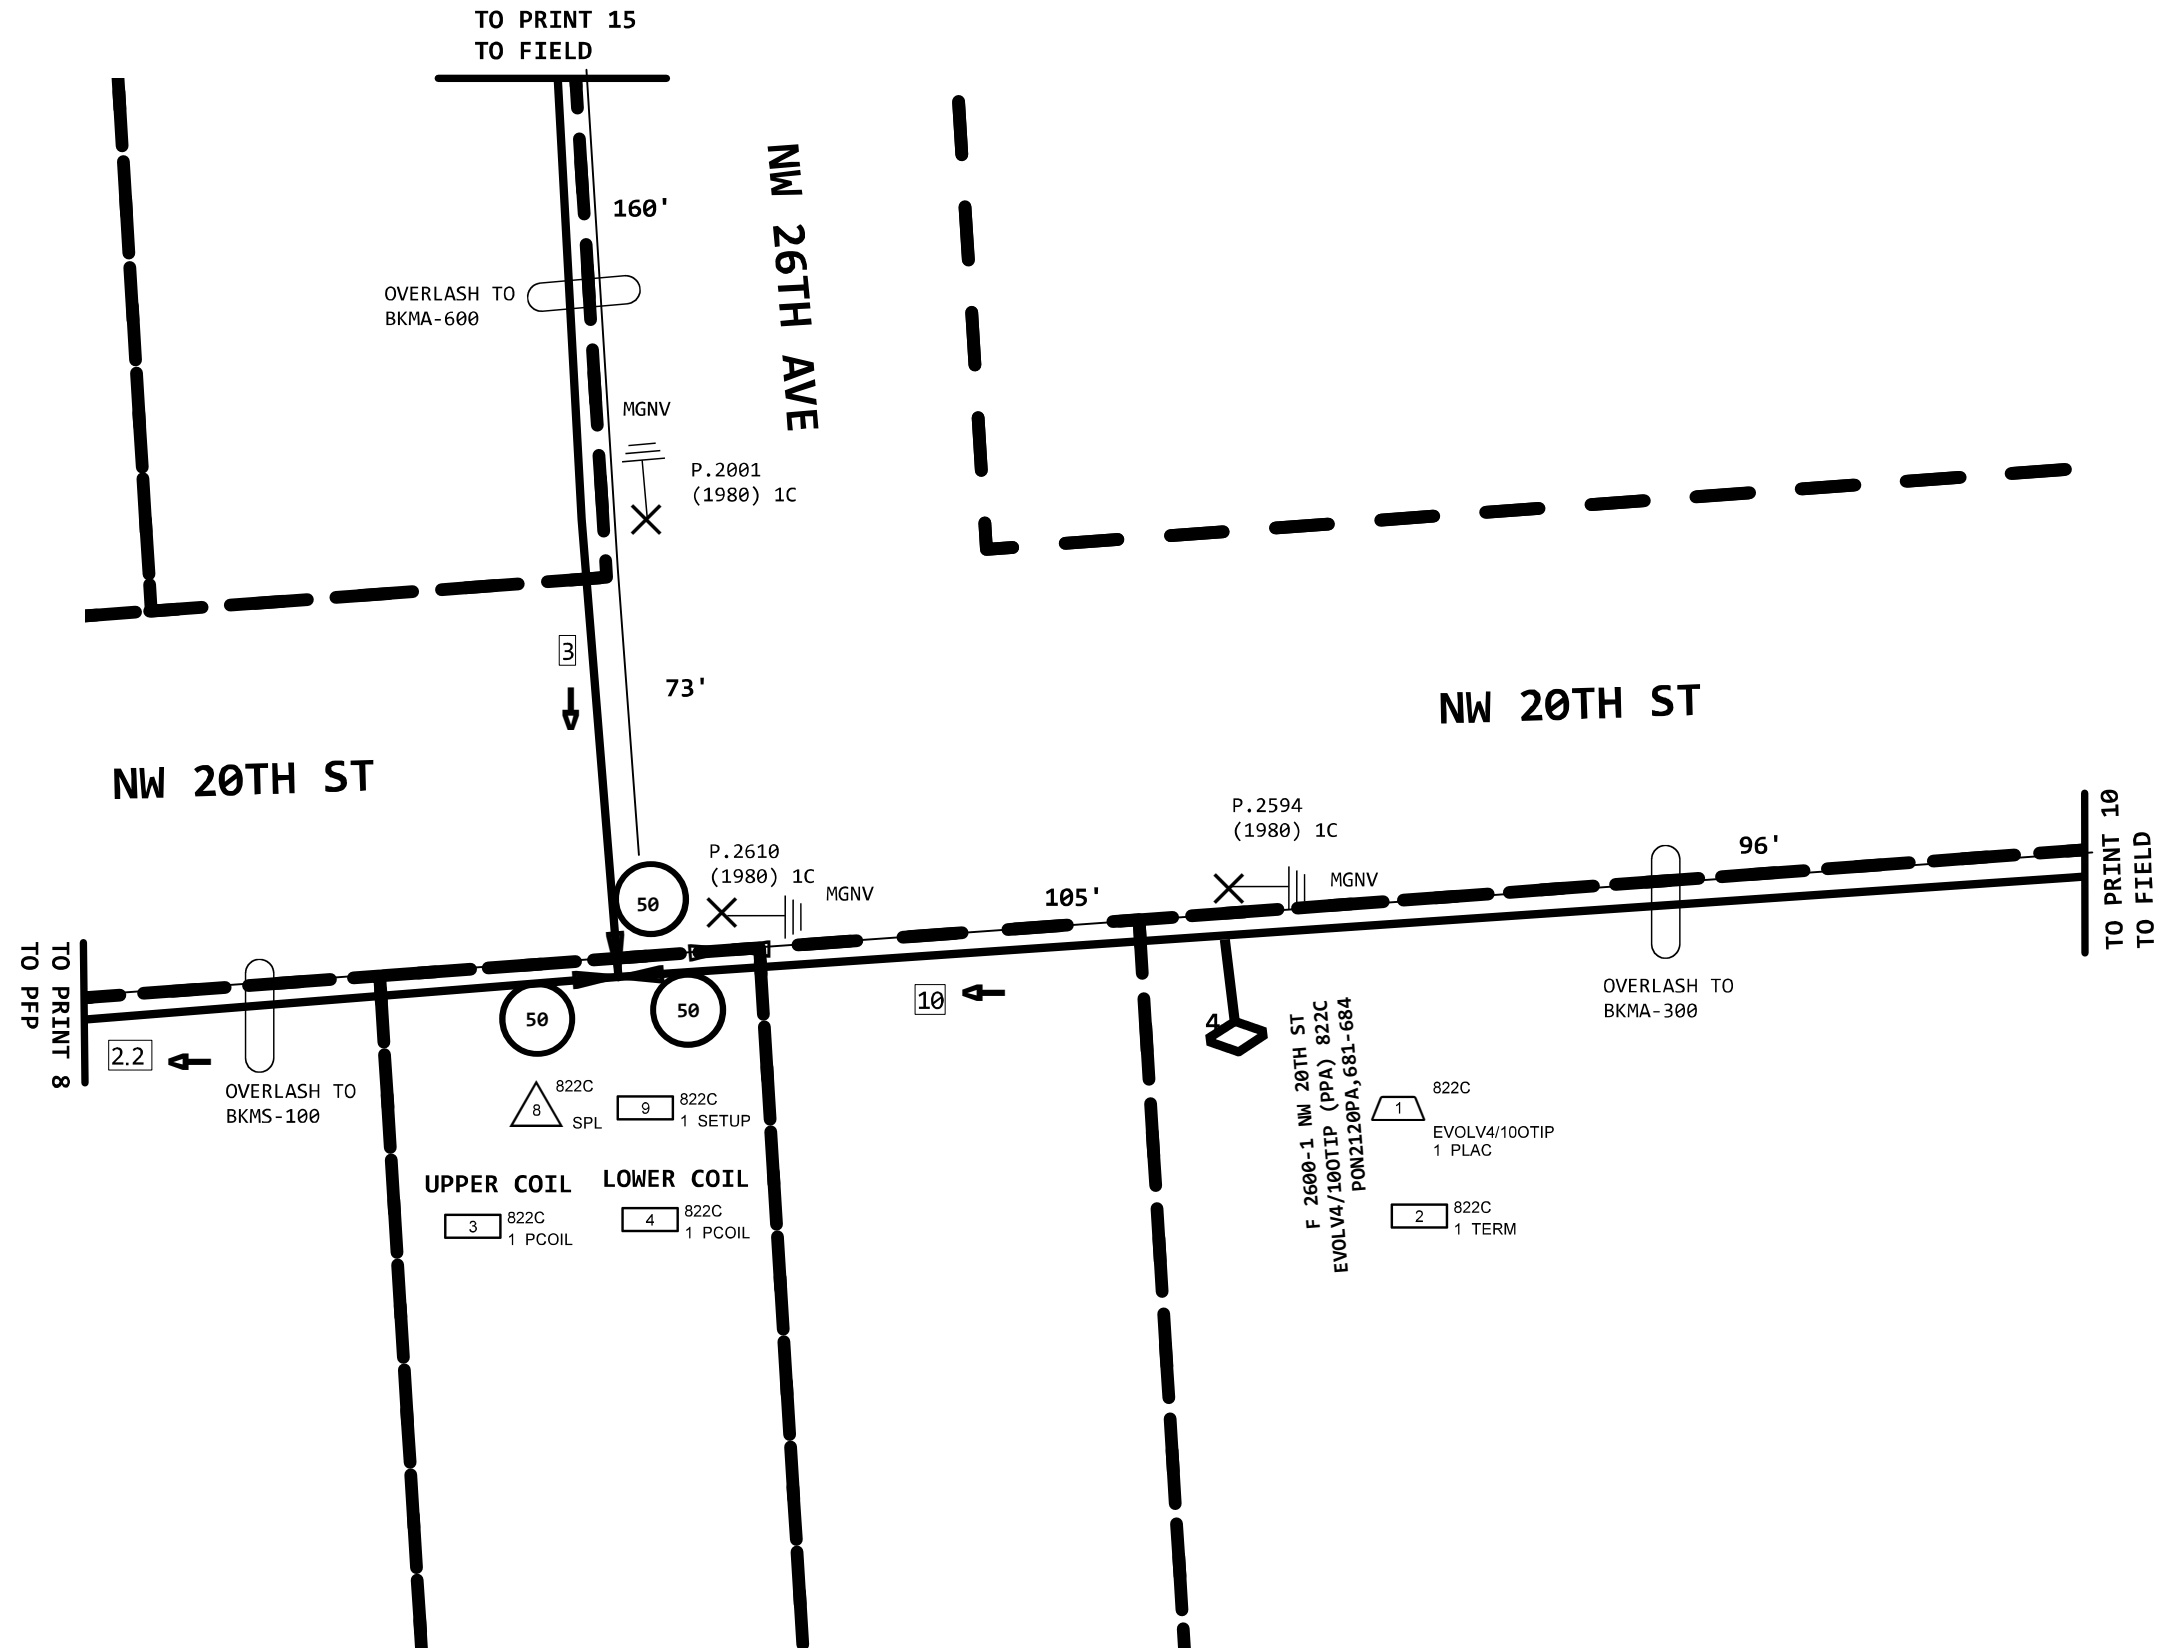 TO PRINT 15
TO FIELD
160'
NW 26TH AVE
OVERLASH TO
BKMA-600
MGNV
P.2001
(1980) 1C
3
73'
NW 20TH ST
NW 20TH ST
P.2594
(1980) 1C
96'
TO PRINT 10
TO FIELD
P.2610
(1980) 1C
MGNV
105'
MGNV
50
50
50
TO PRINT 8
TO PFP
2.2
OVERLASH TO
BKMS-100
10
4
OVERLASH TO
BKMA-300
F 2600-1 NW 20TH ST
EVOLV4/10OTIP (PPA) 822C
PON2120PA,681-684
8
822C
SPL
9
822C
1 SETUP
1
822C
EVOLV4/10OTIP
1 PLAC
UPPER COIL
LOWER COIL
3
822C
1 PCOIL
4
822C
1 PCOIL
2
822C
1 TERM